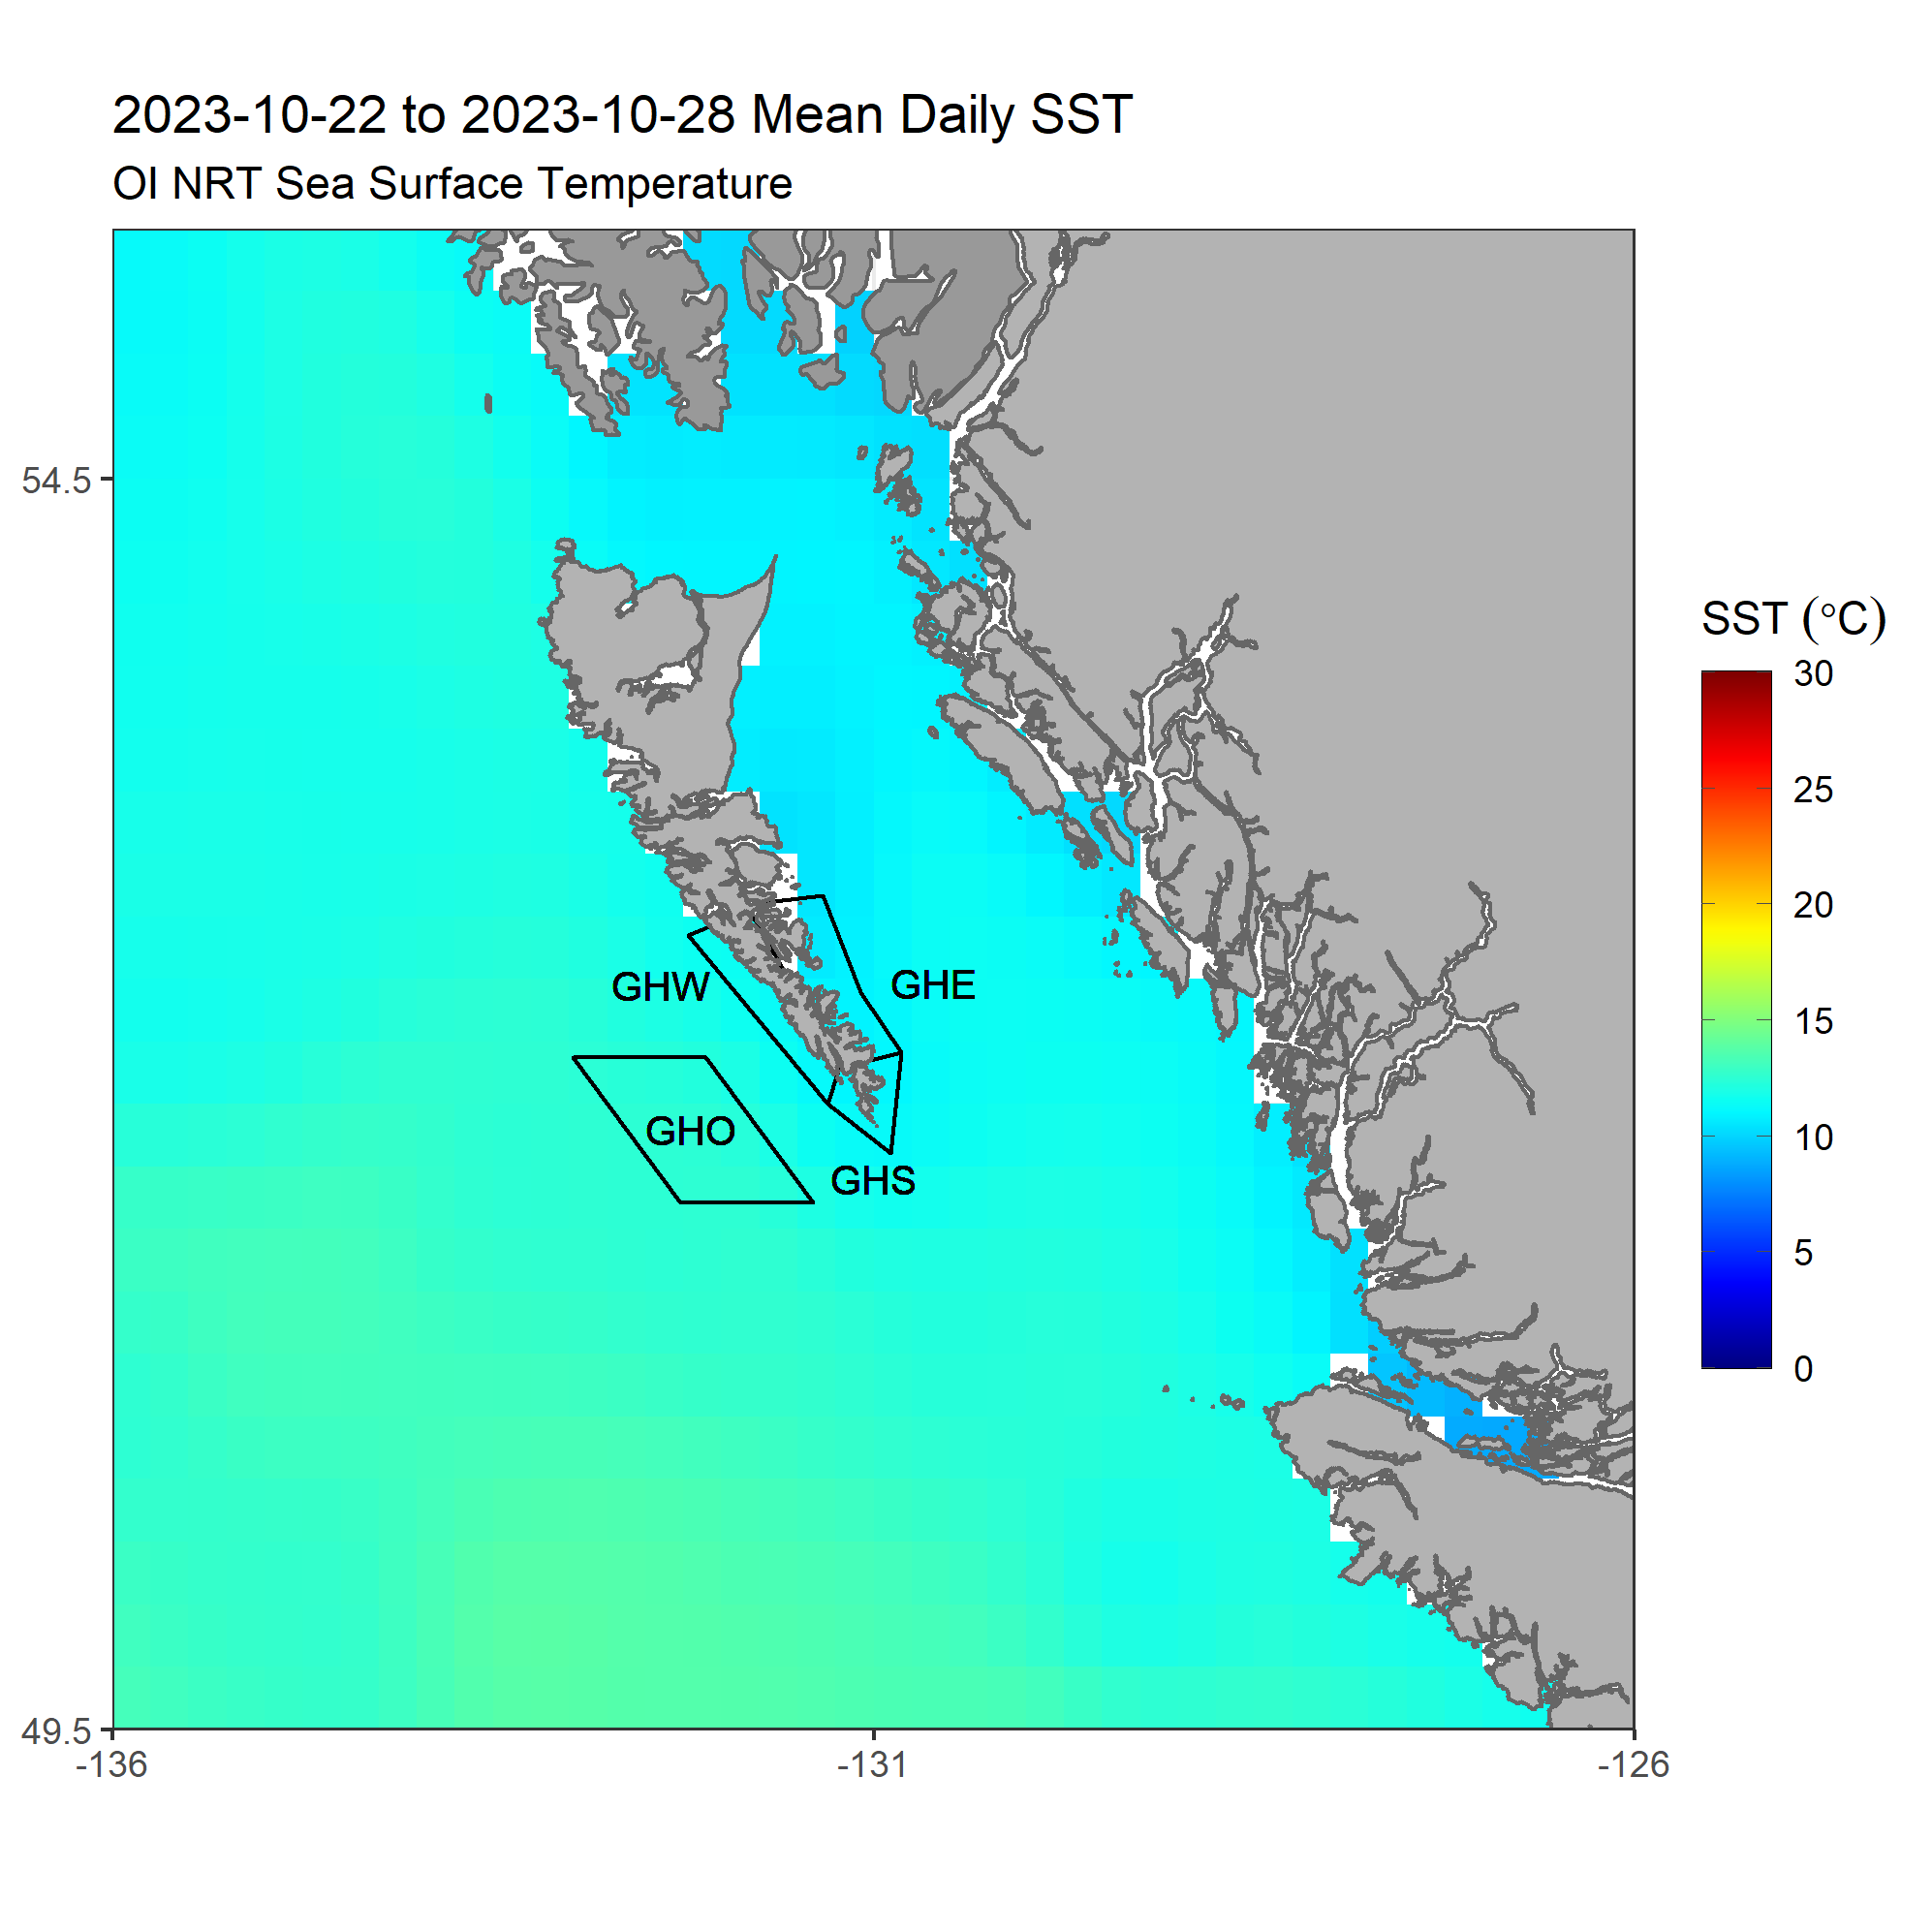 2023-10-22 to 2023-10-28 Mean Daily SST
OI NRT Sea Surface Temperature
54.5
49.5
-136
-131
-126
GHW
GHE
GHO
GHS
SST (°C)
30
25
20
15
10
5
0